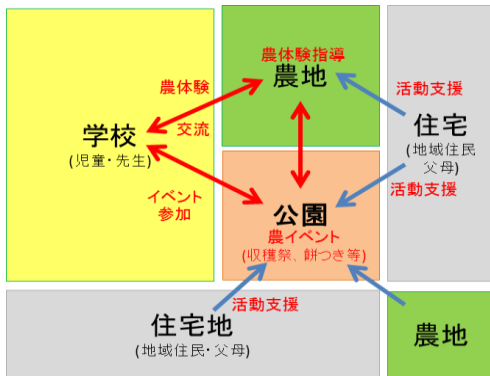 農体験指導
農地
農体験
交流
学校
(児童・先生)
イベント
参加
活動支援
住宅
(地域住民
父母)
活動支援
公園
農イベント
(収穫祭、餅つき等)
活動支援
住宅地
(地域住民・父母)
農地